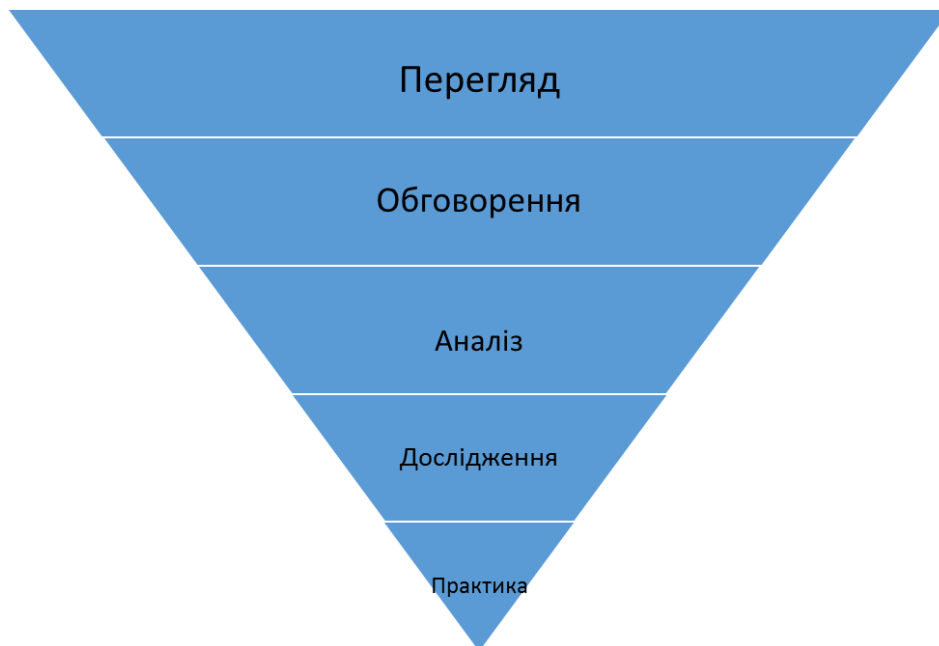 Перегляд
Обговорення
Аналіз
Дослідження
Практика